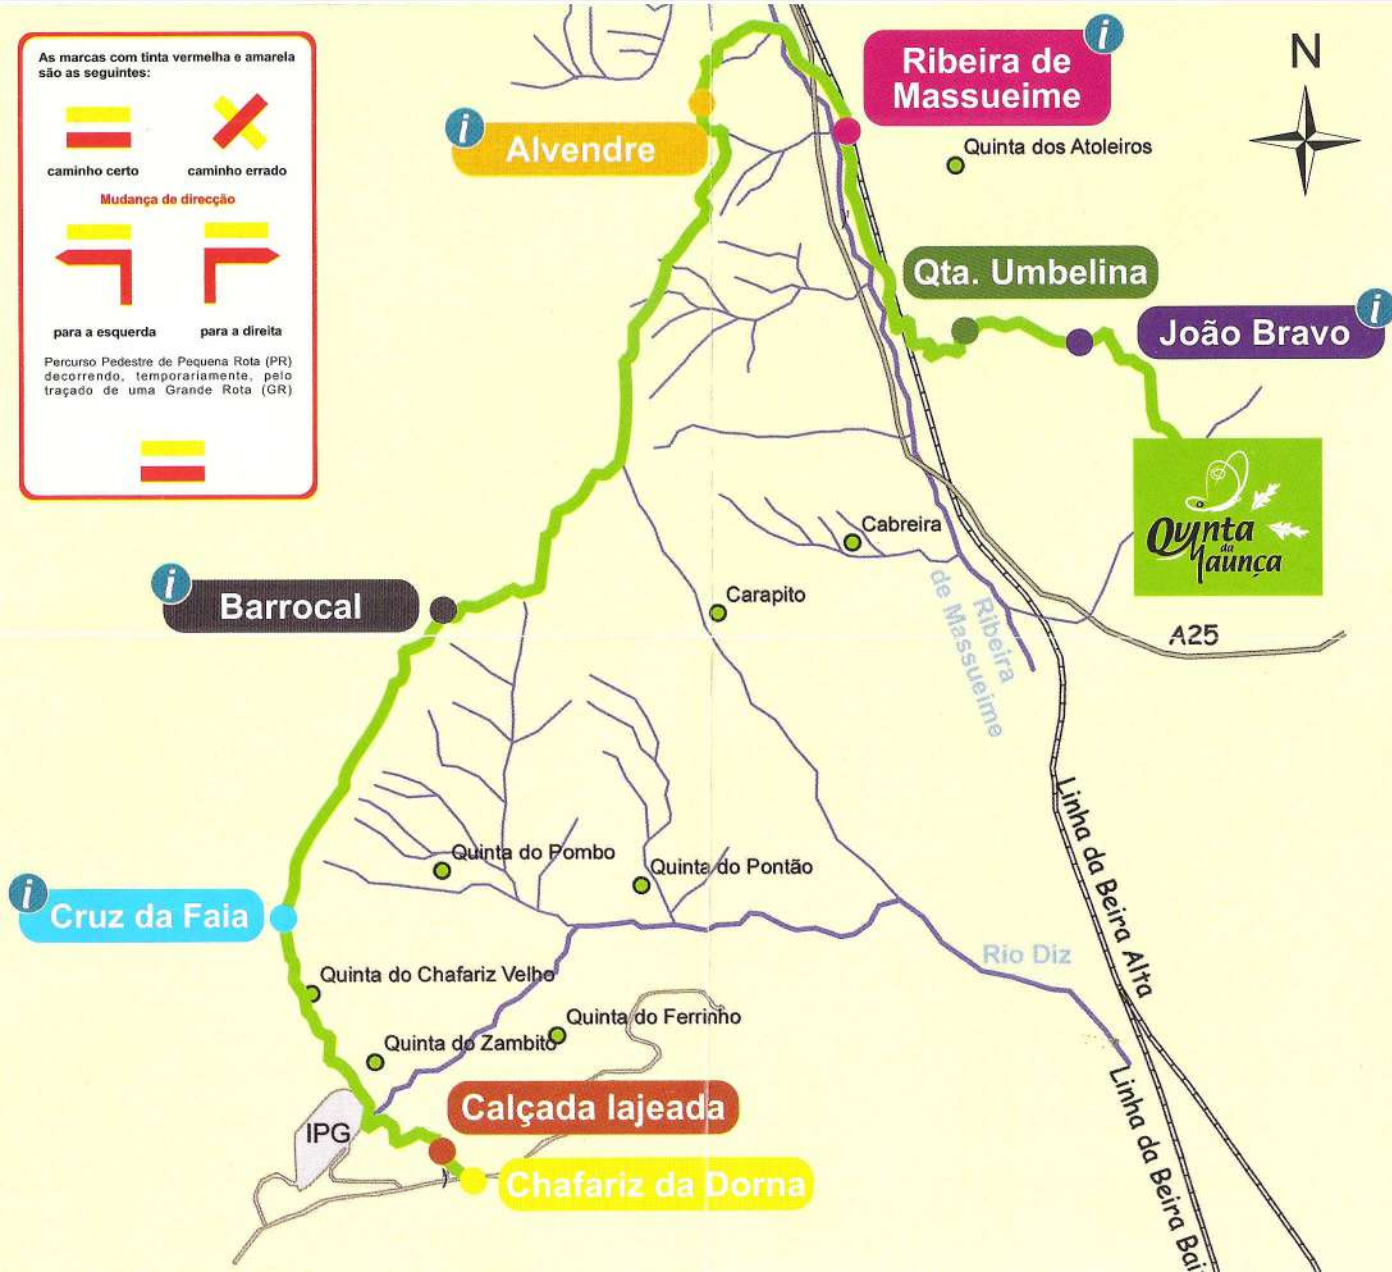 As marcas com tinta vermelha e amarela
são as seguintes:
caminho certo
caminho errado
Mudança de direcção
para a esquerda
para a direita
Percurso Pedestre de Pequena Rota (PR)
decorrendo, temporariamente, pelo
traçado de uma Grande Rota (GR)
i
Alvendre
i
Ribeira de
Massueime
N
Quinta dos Atoleiros
Qta. Umbelina
i
João Bravo
Quinta
da
Maunça
Cabreira
Carapito
Ribeira
de Massueime
A25
i
Barrocal
Linha da Beira Alta
Quinta do Pombo
Quinta do Pontão
i
Cruz da Faia
Rio Diz
Quinta do Chafariz Velho
Quinta do Ferrinho
Quinta do Zambito
Calçada lajeada
IPG
Chafariz da Dorna
Linha da Beira Bai